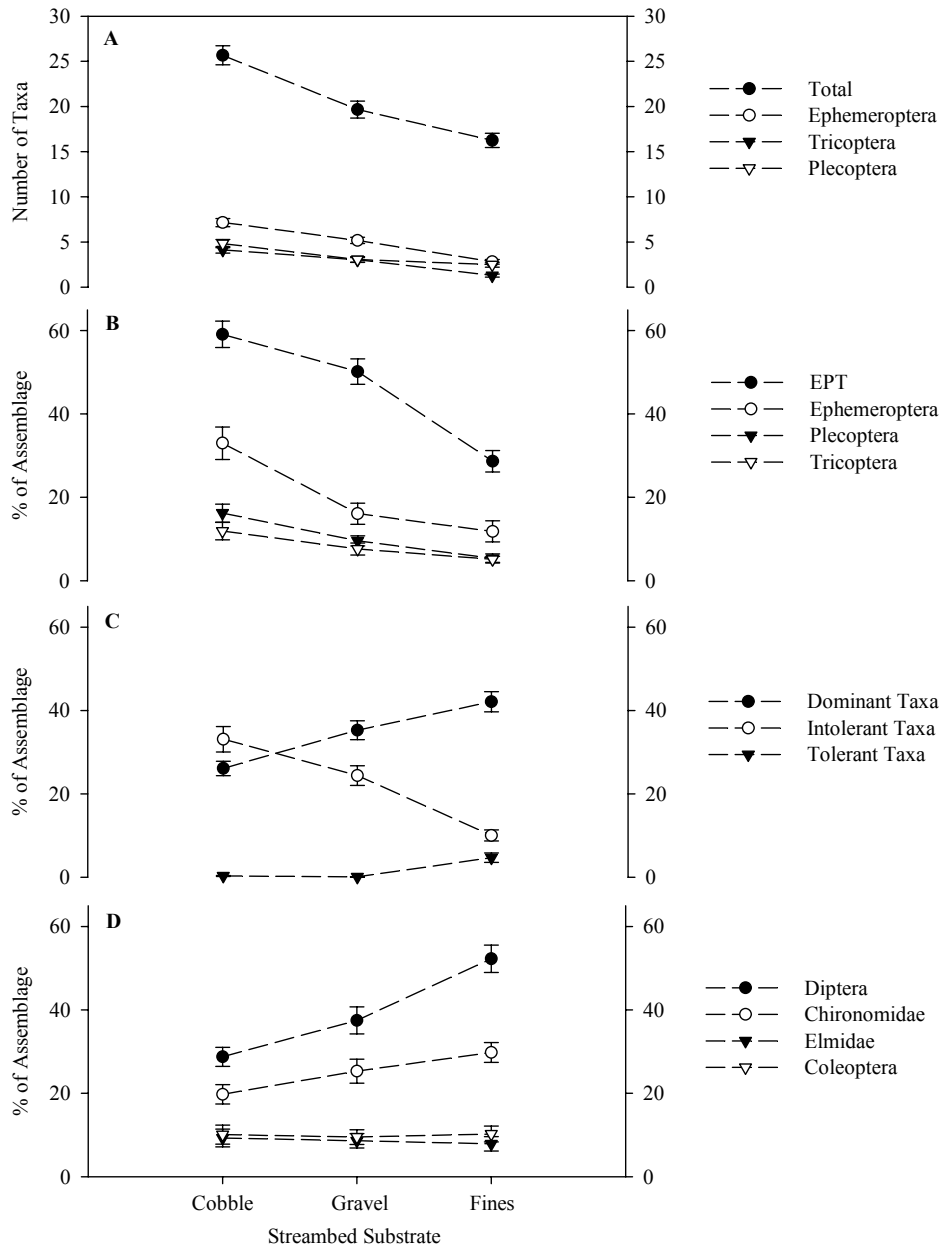 A
Number of Taxa
30
25
20
15
10
5
0
30
25
20
15
10
5
0
Total
Ephemeroptera
Tricoptera
Plecoptera
B
% of Assemblage
60
40
20
0
60
40
20
0
EPT
Ephemeroptera
Plecoptera
Tricoptera
C
% of Assemblage
60
40
20
0
60
40
20
0
Dominant Taxa
Intolerant Taxa
Tolerant Taxa
D
% of Assemblage
60
40
20
0
60
40
20
0
Diptera
Chironomidae
Elmidae
Coleoptera
Cobble Gravel Fines
Streambed Substrate